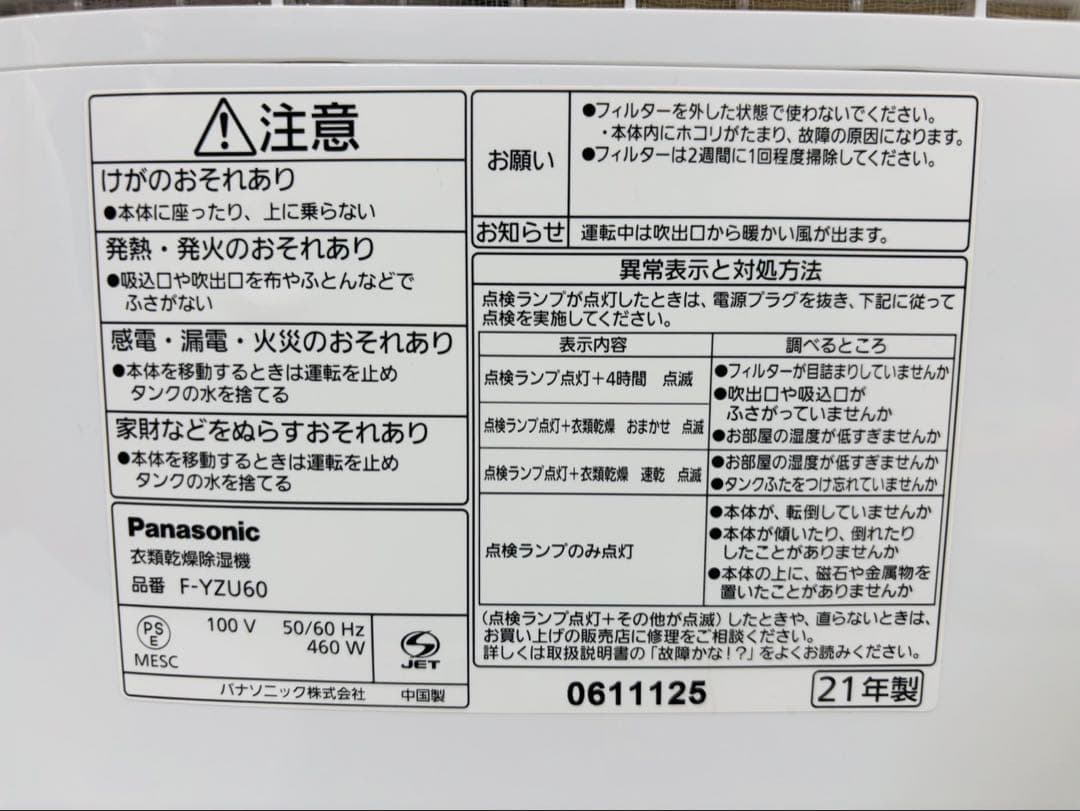 注意
けがのおそれあり
●本体に座ったり、上に乗らない
発熱・発火のおそれあり
●吸込口や吹出口を布やふとんなどで
ふさがない
感電・漏電・火災のおそれあり
●本体を移動するときは運転を止め
タンクの水を捨てる
家財などをぬらすおそれあり
●本体を移動するときは運転を止め
タンクの水を捨てる
Panasonic
衣類乾燥除湿機
品番 F-YZU60
PS
E
MESC
100 V 50/60 Hz
460 W
JET
パナソニック株式会社 中国製
お願い
●フィルターを外した状態で使わないでください。
・本体内にホコリがたまり、故障の原因になります。
●フィルターは2週間に1回程度掃除してください。
お知らせ 運転中は吹出口から暖かい風が出ます。
異常表示と対処方法
点検ランプが点灯したときは、電源プラグを抜き、下記に従って
点検を実施してください。
表示内容 調べるところ
点検ランプ点灯+4時間 点滅
点検ランプ点灯+衣類乾燥 おまかせ 点滅
●フィルターが目詰まりしていませんか
●吹出口や吸込口が
ふさがっていませんか
●お部屋の湿度が低すぎませんか
点検ランプ点灯+衣類乾燥 速乾 点滅
●お部屋の湿度が低すぎませんか
●タンクふたをつけ忘れていませんか
点検ランプのみ点灯
●本体が、転倒していませんか
●本体が傾いたり、倒れたり
したことがありませんか
●本体の上に、磁石や金属物を
置いたことがありませんか
(点検ランプ点灯+その他が点滅)したときや、直らないときは、
お買い上げの販売店に修理をご相談ください。
詳しくは取扱説明書の「故障かな!?」をよくお読みください。
0611125
21年製